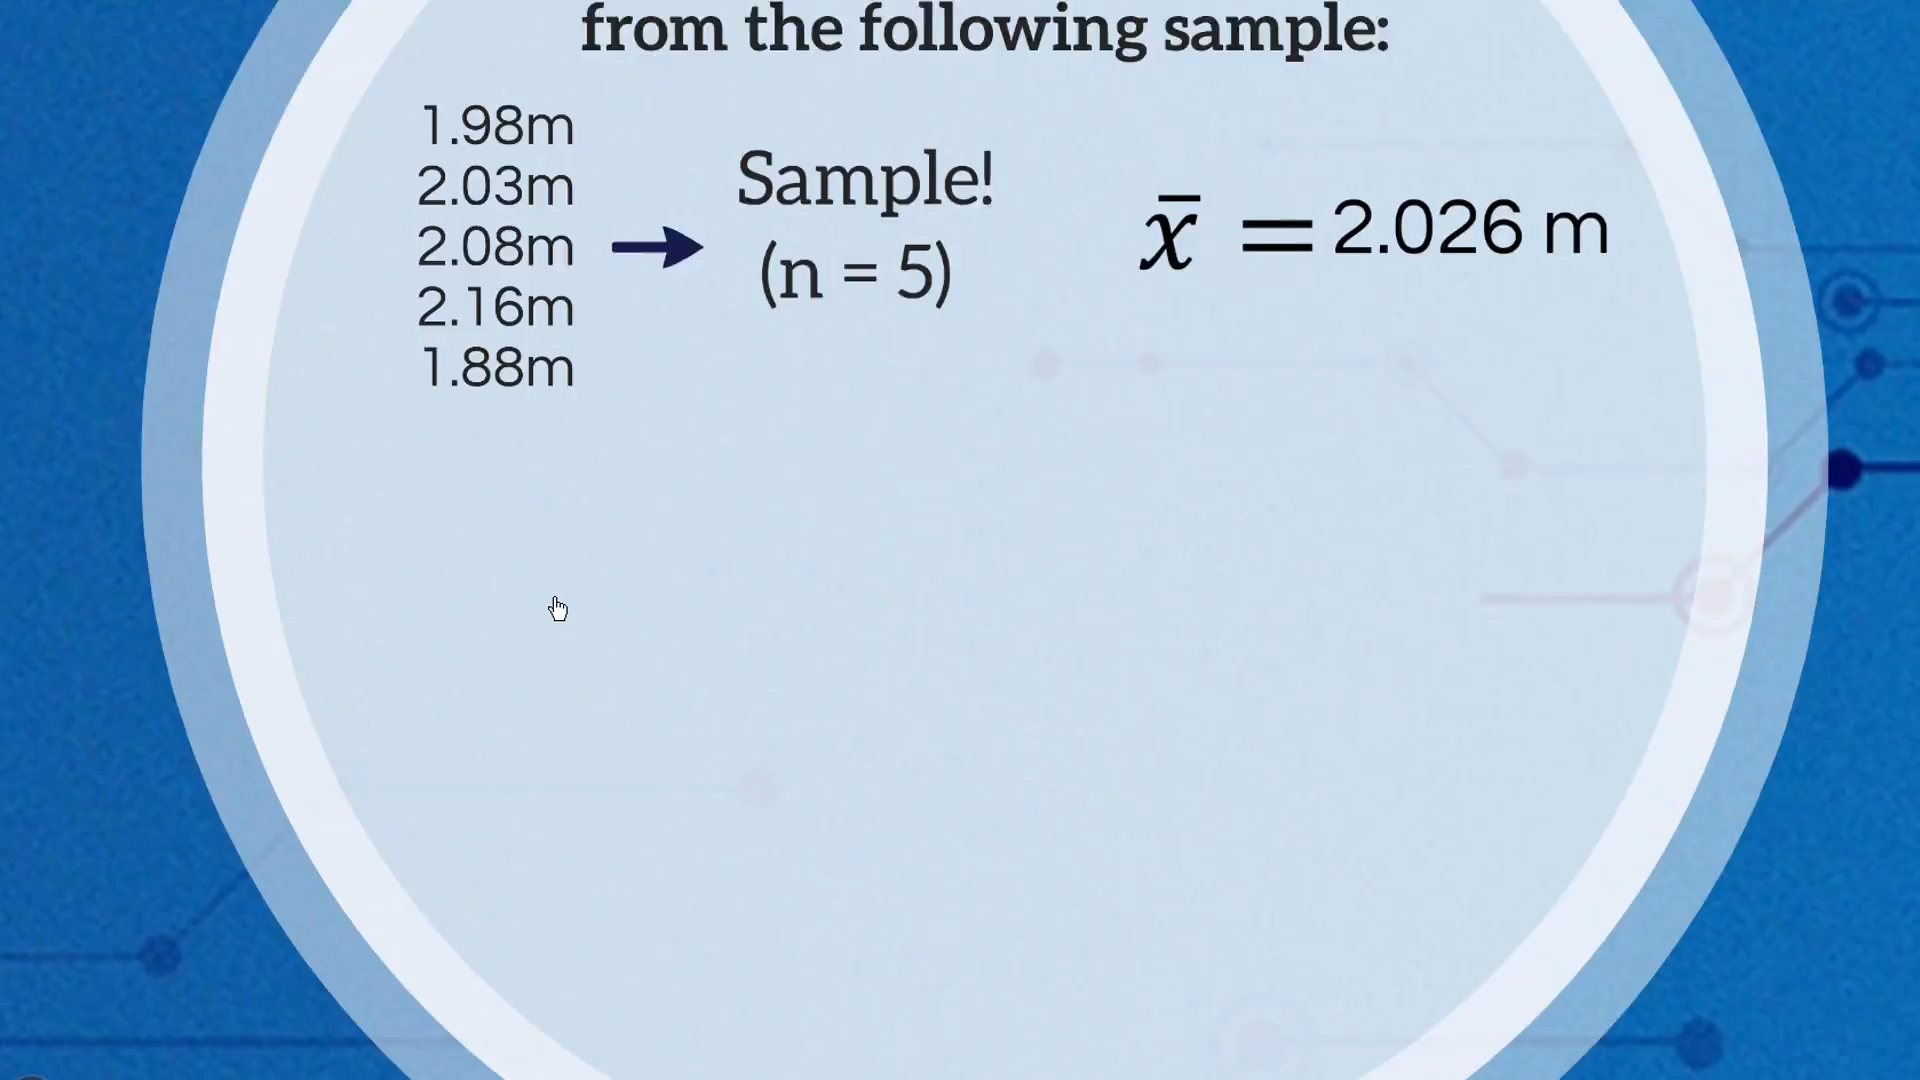 from the following sample:
1.98m
2.03m
2.08m
2.16m
1.88m
Sample!
(n = 5)
x̄ = 2.026 m